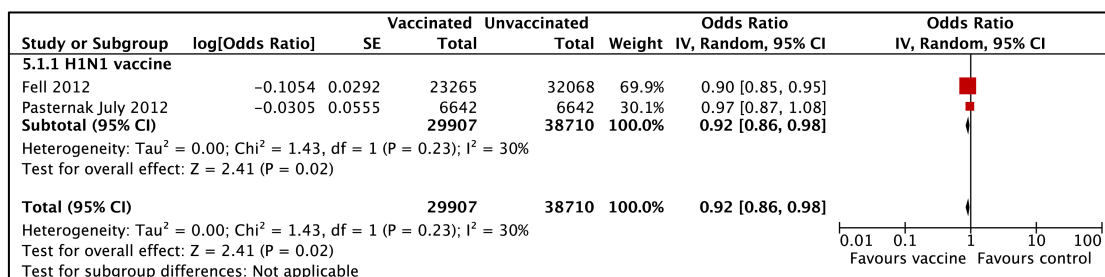 Vaccinated Unvaccinated Odds Ratio Odds Ratio
Study or Subgroup log[Odds Ratio] SE Total Total Weight IV, Random, 95% CI IV, Random, 95% CI
5.1.1 H1N1 vaccine
Fell 2012 −0.1054 0.0292 23265 32068 69.9% 0.90 [0.85, 0.95]
Pasternak July 2012 −0.0305 0.0555 6642 6642 30.1% 0.97 [0.87, 1.08]
Subtotal (95% CI) 29907 38710 100.0% 0.92 [0.86, 0.98]
Heterogeneity: Tau² = 0.00; Chi² = 1.43, df = 1 (P = 0.23); I² = 30%
Test for overall effect: Z = 2.41 (P = 0.02)
Total (95% CI) 29907 38710 100.0% 0.92 [0.86, 0.98]
Heterogeneity: Tau² = 0.00; Chi² = 1.43, df = 1 (P = 0.23); I² = 30%
Test for overall effect: Z = 2.41 (P = 0.02)
Test for subgroup differences: Not applicable
0.01 0.1 1 10 100
Favours vaccine Favours control